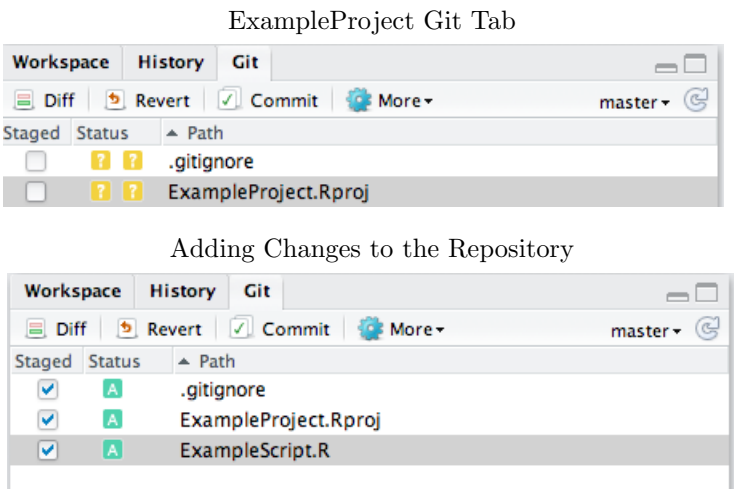 ExampleProject Git Tab
Workspace History Git
Diff Revert Commit More master
Staged Status Path
? ? .gitignore
? ? ExampleProject.Rproj
Adding Changes to the Repository
Workspace History Git
Diff Revert Commit More master
Staged Status Path
A .gitignore
A ExampleProject.Rproj
A ExampleScript.R